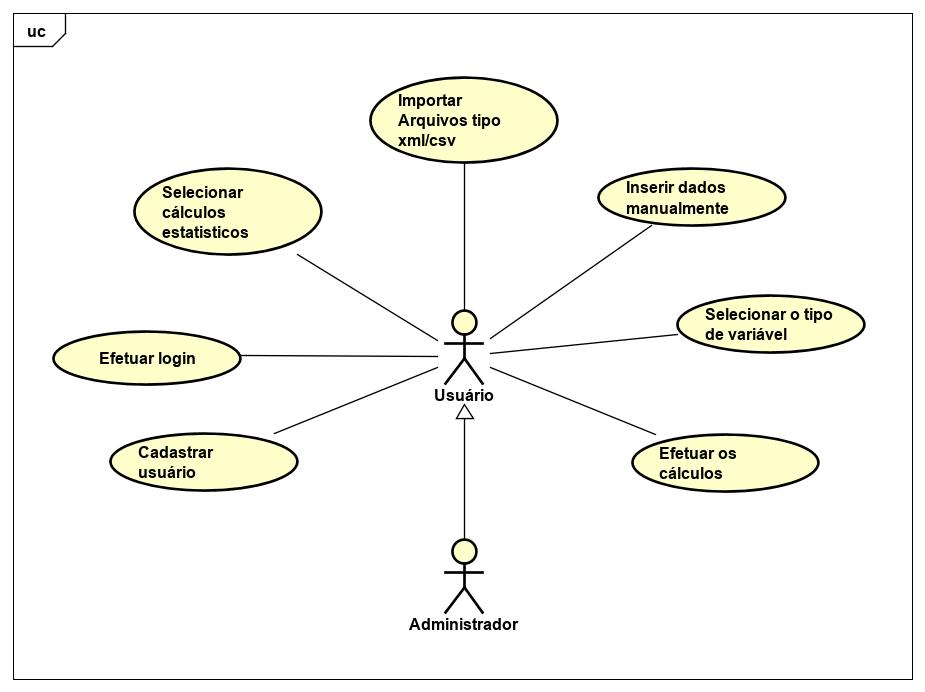 uc
Importar
Arquivos tipo
xml/csv
Selecionar
cálculos
estatisticos
Inserir dados
manualmente
Selecionar o tipo
de variável
Efetuar login
Usuário
Cadastrar
usuário
Efetuar os
cálculos
Administrador